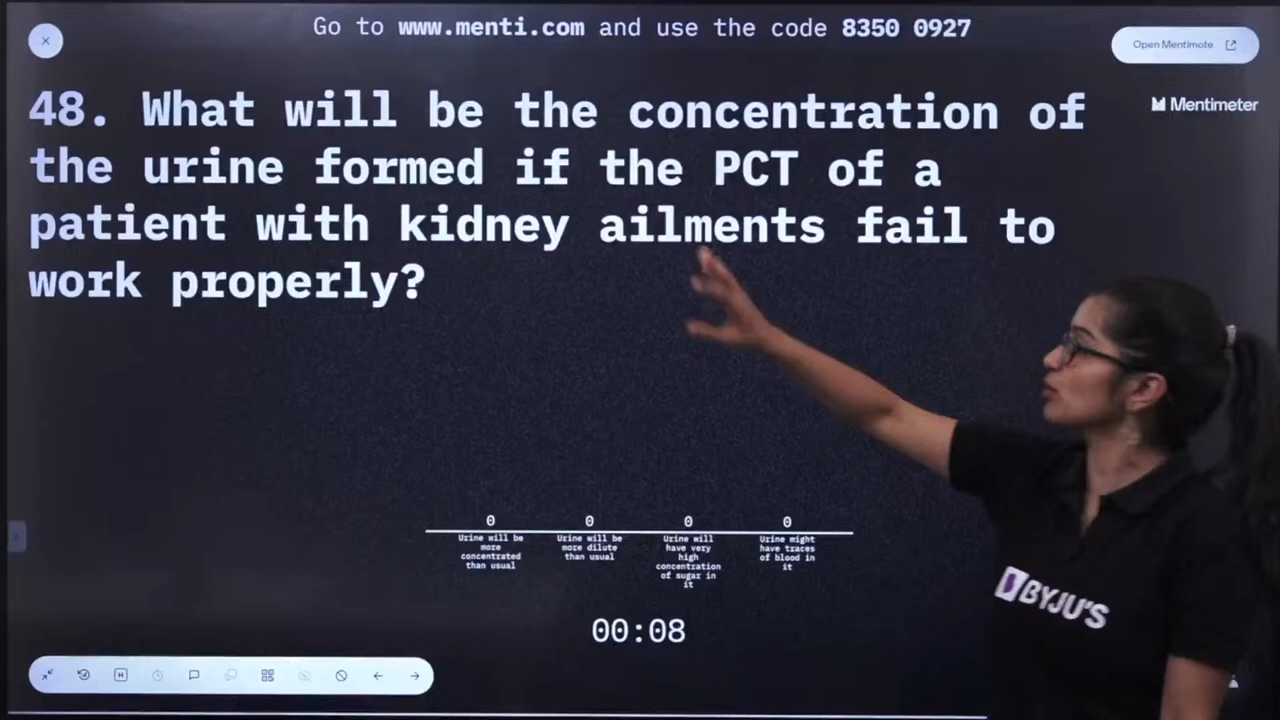 Go to www.menti.com and use the code 8350 0927
Open Mentimote
Mentimeter
48. What will be the concentration of
the urine formed if the PCT of a
patient with kidney ailments fail to
work properly?
0
0
0
0
Urine will be
more
concentrated
than usual
Urine will be
more dilute
than usual
Urine will
have very
high
concentration
of sugar in
it
Urine might
have traces
of blood in
it
00:08
BYJU'S